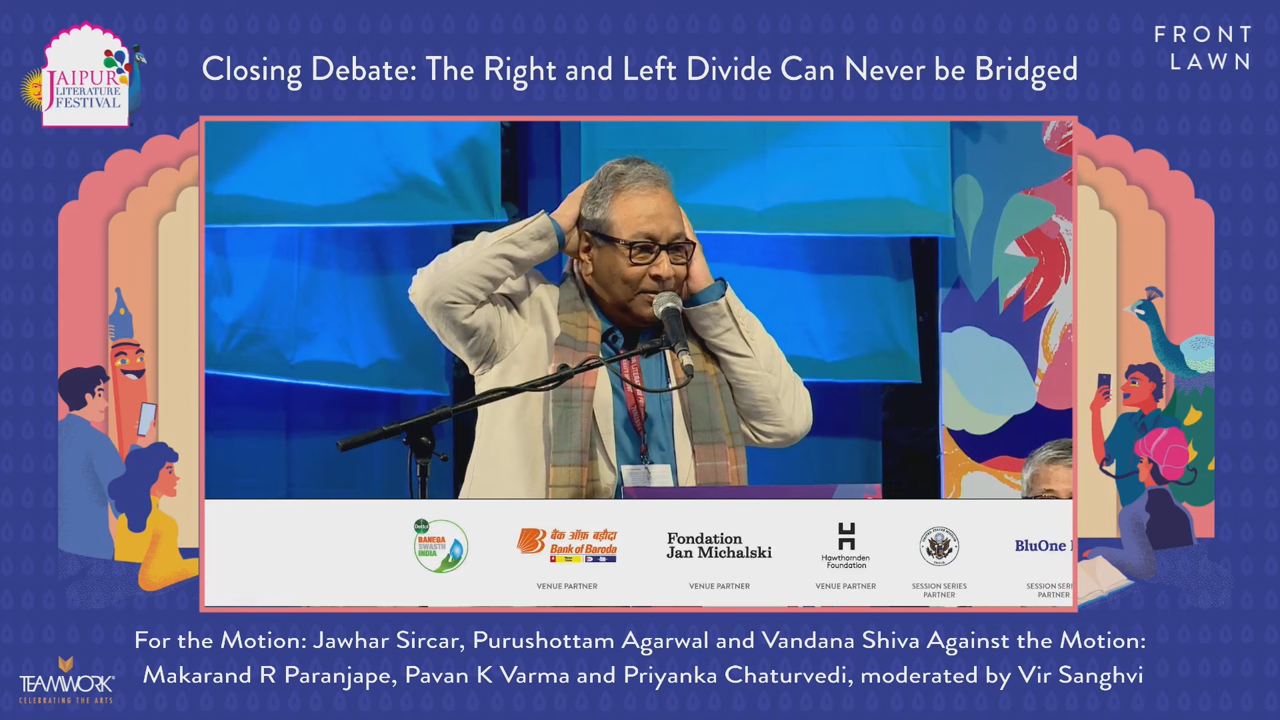 JAIPUR
LITERATURE
FESTIVAL
Closing Debate: The Right and Left Divide Can Never be Bridged
FRONT
LAWN
Dettol
BANEGA
SWASTH
INDIA
बैंक ऑफ़ बड़ौदा
Bank of Baroda
VENUE PARTNER
Fondation
Jan Michalski
VENUE PARTNER
H
H
Hawthornden
Foundation
VENUE PARTNER
SESSION SERIES
PARTNER
BluOne
SESSION SERI
PARTNER
For the Motion: Jawhar Sircar, Purushottam Agarwal and Vandana Shiva Against the Motion:
Makarand R Paranjape, Pavan K Varma and Priyanka Chaturvedi, moderated by Vir Sanghvi
TEAMWORK
CELEBRATING THE ARTS